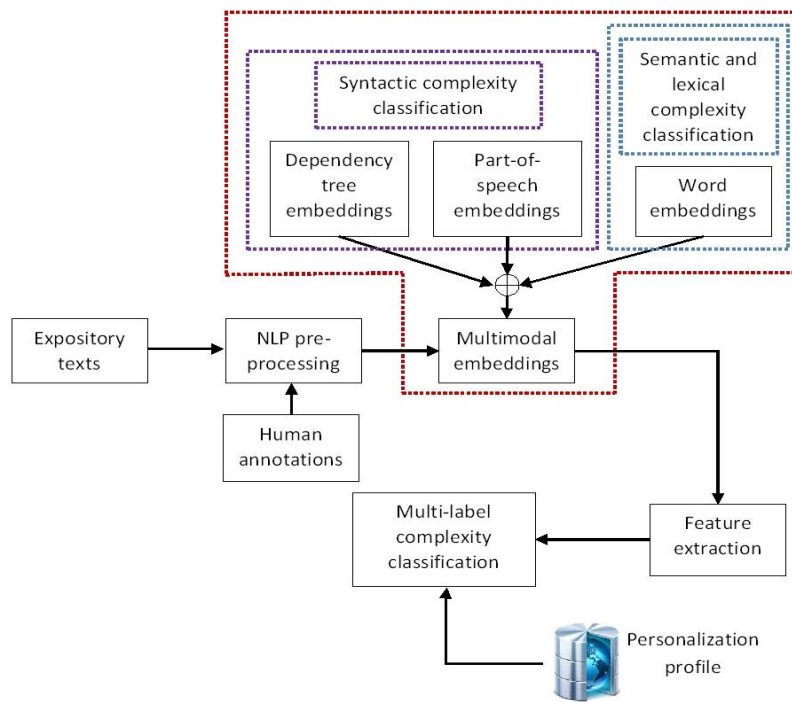 Syntactic complexity
classification
Semantic and
lexical
complexity
classification
Dependency
tree
embeddings
Part-of-
speech
embeddings
Word
embeddings
Expository
texts
NLP pre-
processing
Multimodal
embeddings
Human
annotations
Multi-label
complexity
classification
Feature
extraction
Personalization
profile